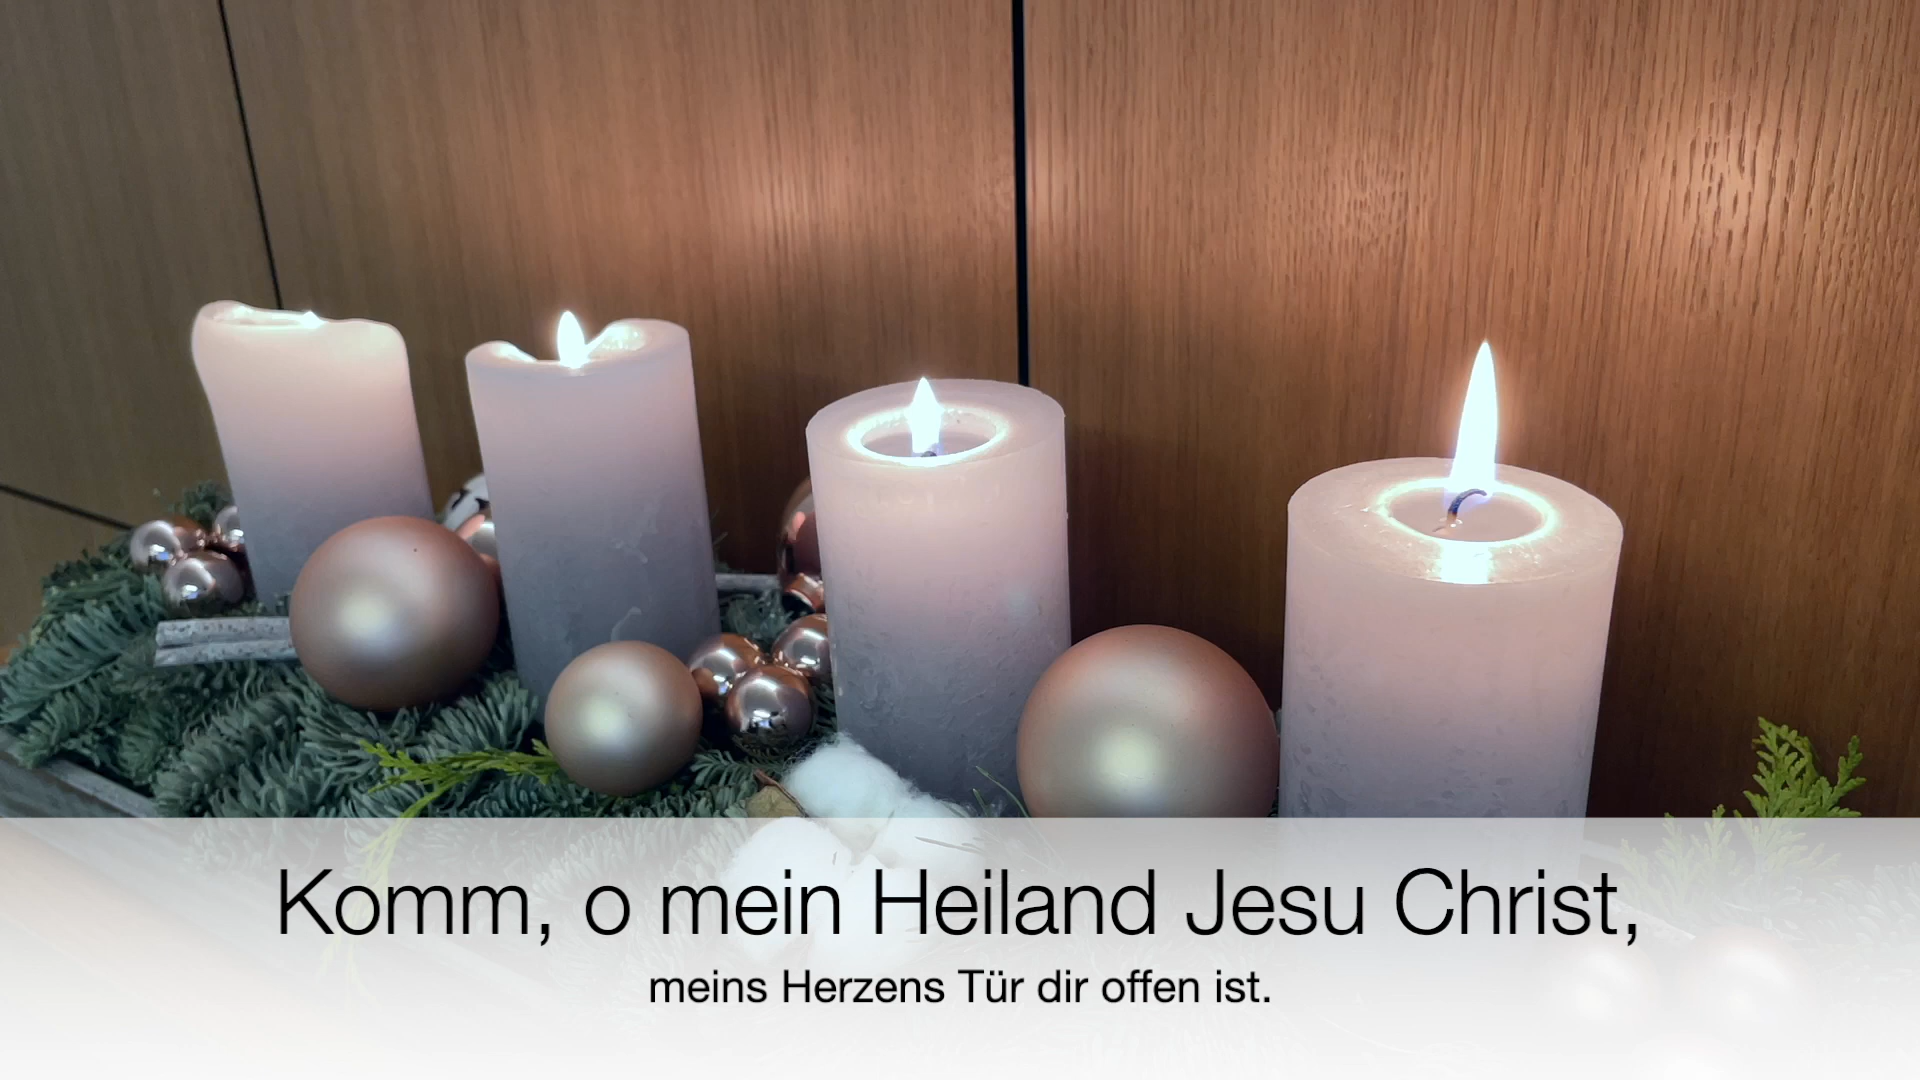 Komm, o mein Heiland Jesu Christ,
meins Herzens Tür dir offen ist.